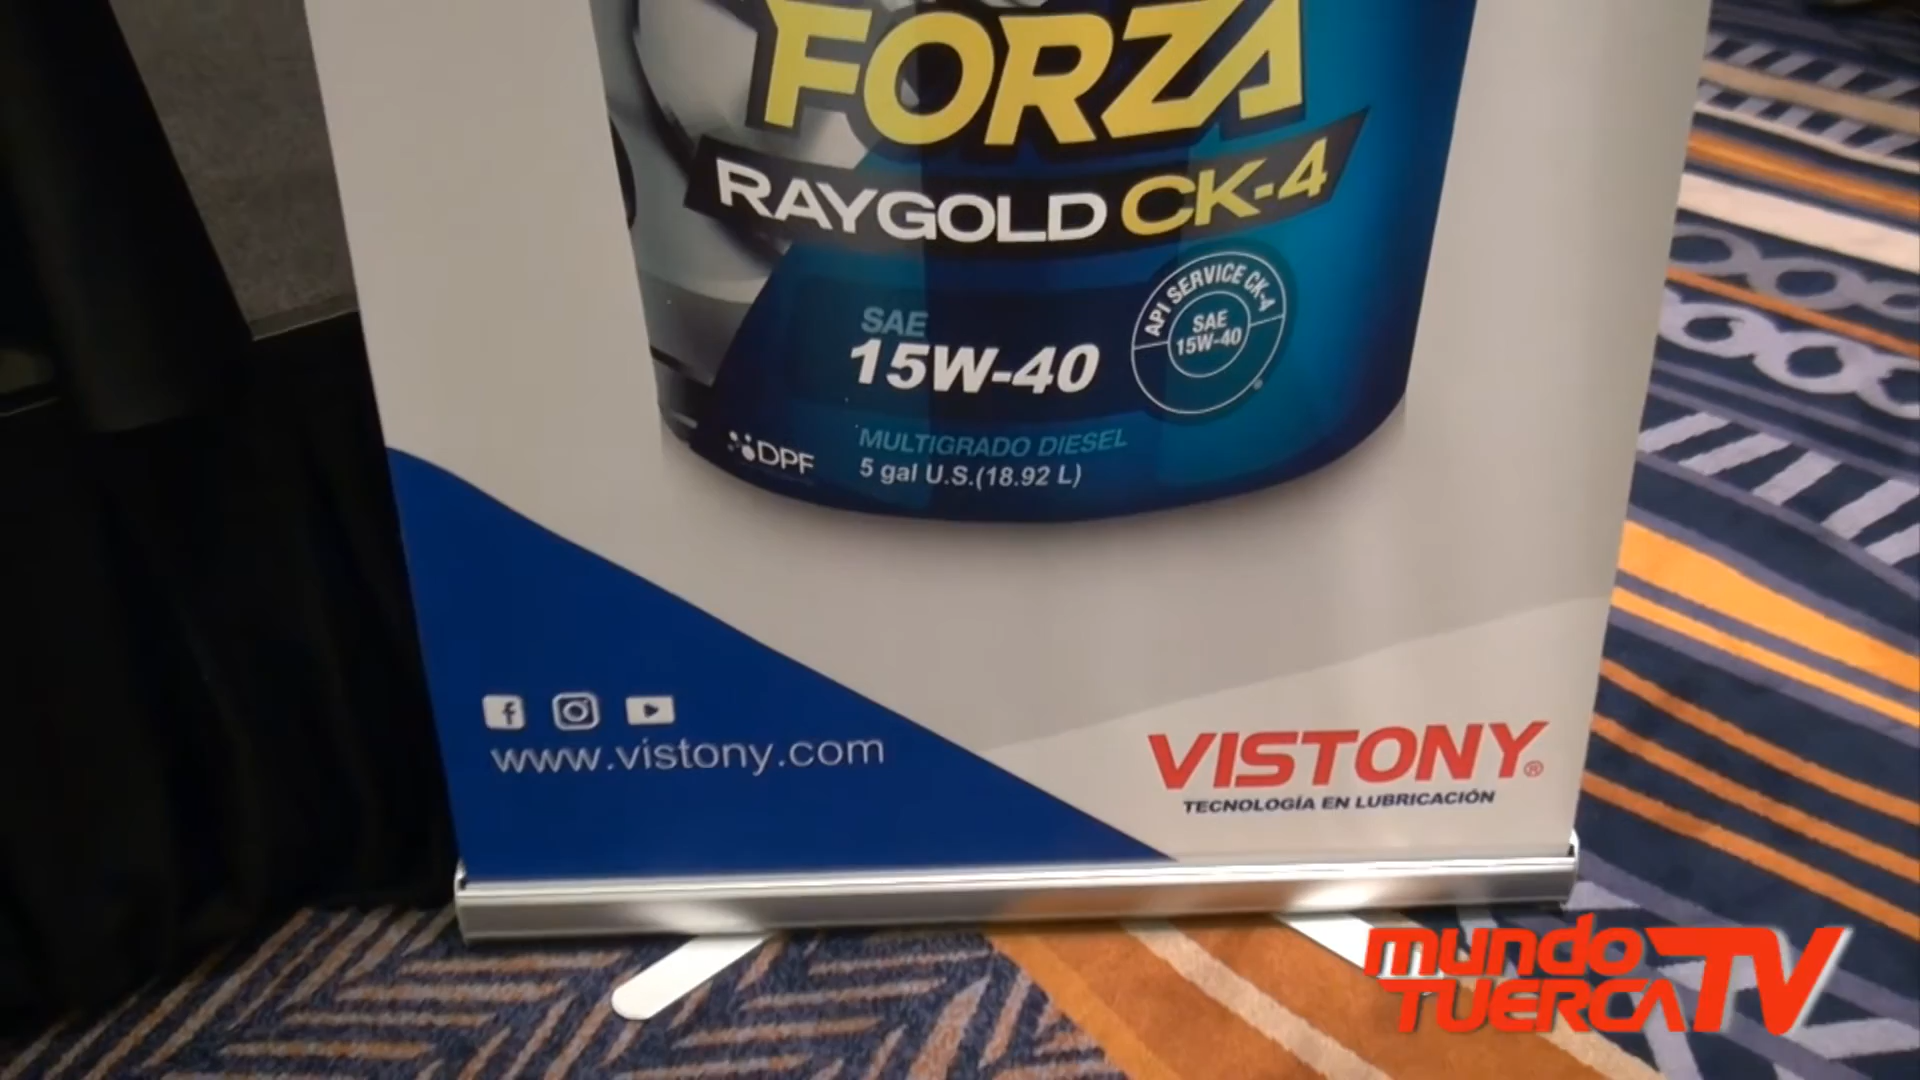 FORZA
RAYGOLD CK-4
API SERVICE CK-4
SAE
15W-40
SAE
15W-40
DPF
MULTIGRADO DIESEL
5 gal U.S.(18.92 L)
www.vistony.com
VISTONY®
TECNOLOGÍA EN LUBRICACIÓN
mundo
TUERCA TV